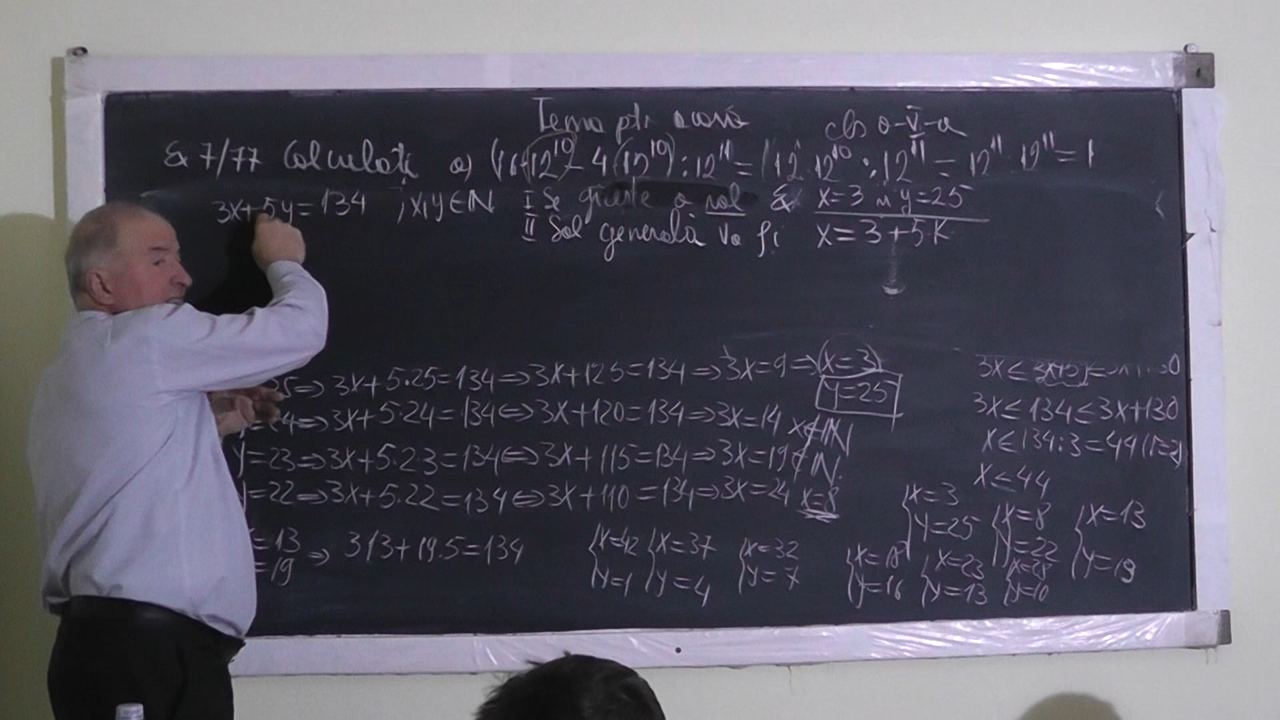 Tema ptr acasă
cls a-V-a
Ex 7/77 Calculați a) (16·12¹⁰ - 4·12¹⁰) : 12¹¹ = 12·12¹⁰ : 12¹¹ = 12¹¹ : 12¹¹ = 1
3x+5y=134 ; x,y∈ℕ I Se găsește o sol Ex x=3 și y=25
II Sol generală va fi x=3+5·K
⇒ 3x+5·25=134 ⇒ 3x+125=134 ⇒ 3x=9 ⇒ x=3
y=25
⇒ 3x+5·24=134 ⇔ 3x+120=134 ⇒ 3x=14 x∉ℕ
y=23 ⇒ 3x+5·23=134 ⇔ 3x+115=134 ⇒ 3x=19 ∉ℕ
y=22 ⇒ 3x+5·22=134 ⇔ 3x+110=134 ⇒ 3x=24 x=8
=13
=19 ⇒ 3·13+19·5=134
3x≤134≤3x+130
x≤134:3=44(r=2)
x≤44
{x=42 {x=37 {x=32
y=1 y=4 y=7
{x=3 {x=8 {x=13
y=25 y=22 y=19
{x=18 {x=23 {x=28
y=16 y=13 y=10